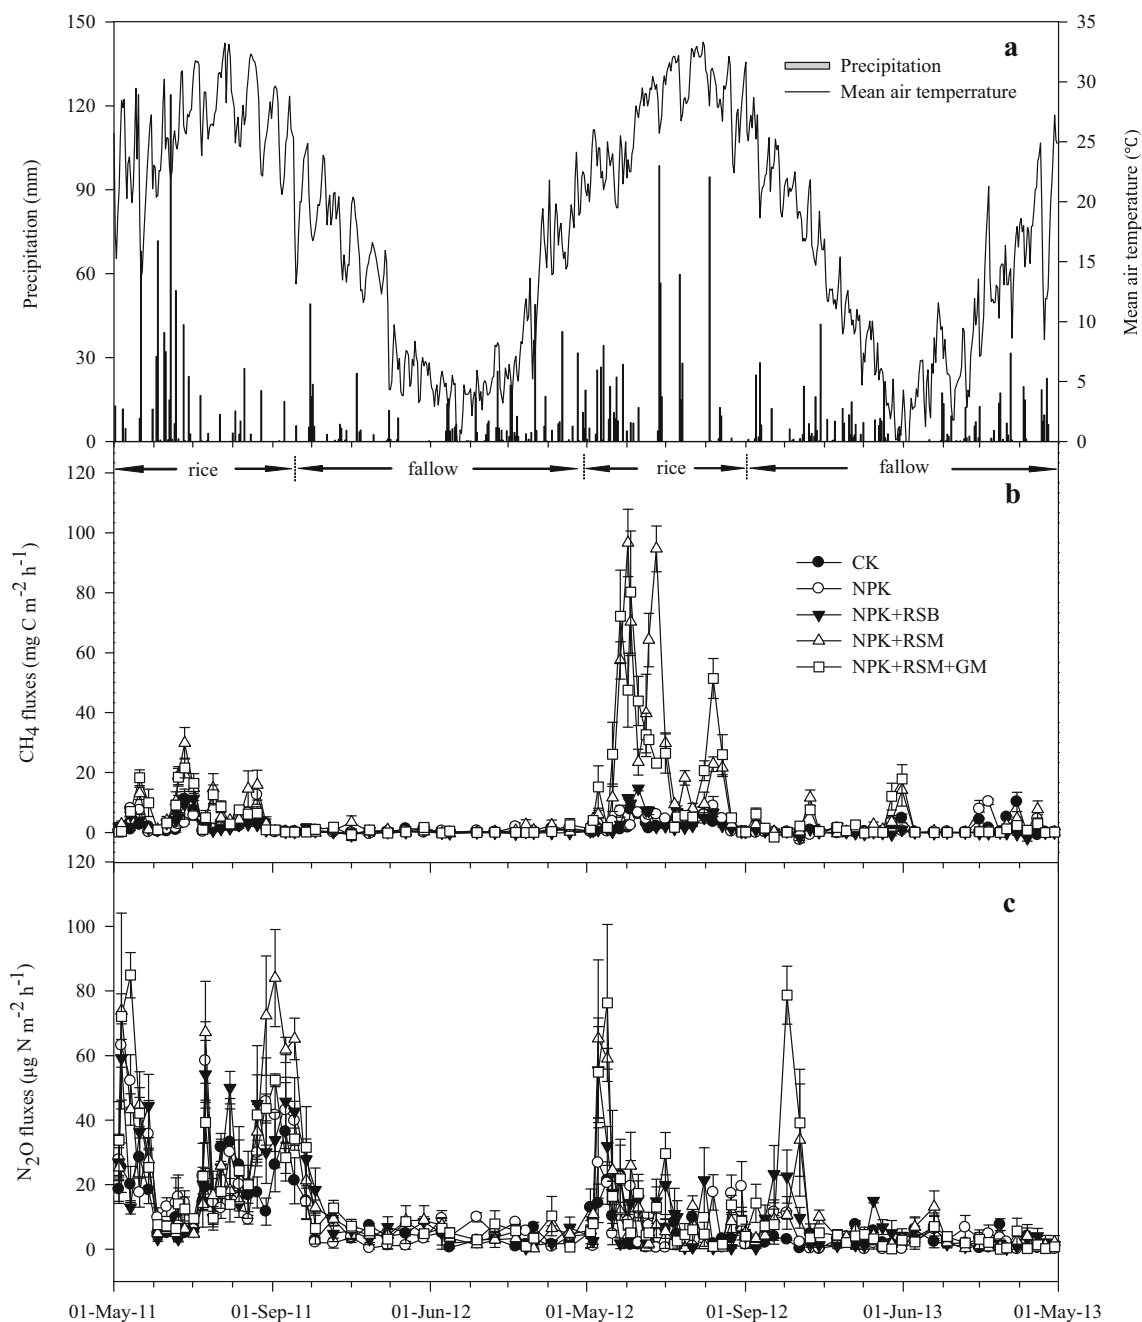 a
Precipitation
Mean air temperrature
Precipitation (mm)
150
120
90
60
30
0
Mean air temperature (℃)
35
30
25
20
15
10
5
0
rice
fallow
rice
fallow
b
CH4 fluxes (mg C m−2 h−1)
120
100
80
60
40
20
0
CK
NPK
NPK+RSB
NPK+RSM
NPK+RSM+GM
c
N2O fluxes (μg N m−2 h−1)
120
100
80
60
40
20
0
01-May-11 01-Sep-11 01-Jun-12 01-May-12 01-Sep-12 01-Jun-13 01-May-13